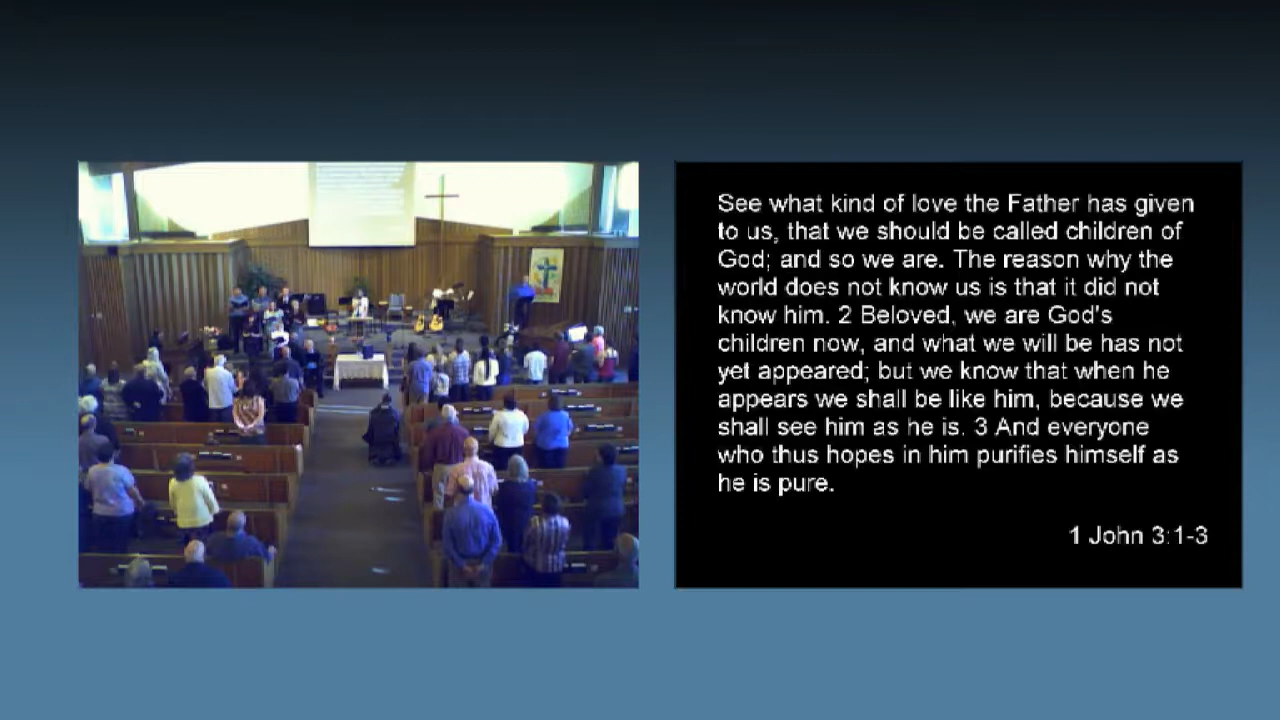 See what kind of love the Father has given
to us, that we should be called children of
God; and so we are. The reason why the
world does not know us is that it did not
know him. 2 Beloved, we are God's
children now, and what we will be has not
yet appeared; but we know that when he
appears we shall be like him, because we
shall see him as he is. 3 And everyone
who thus hopes in him purifies himself as
he is pure.
1 John 3:1-3